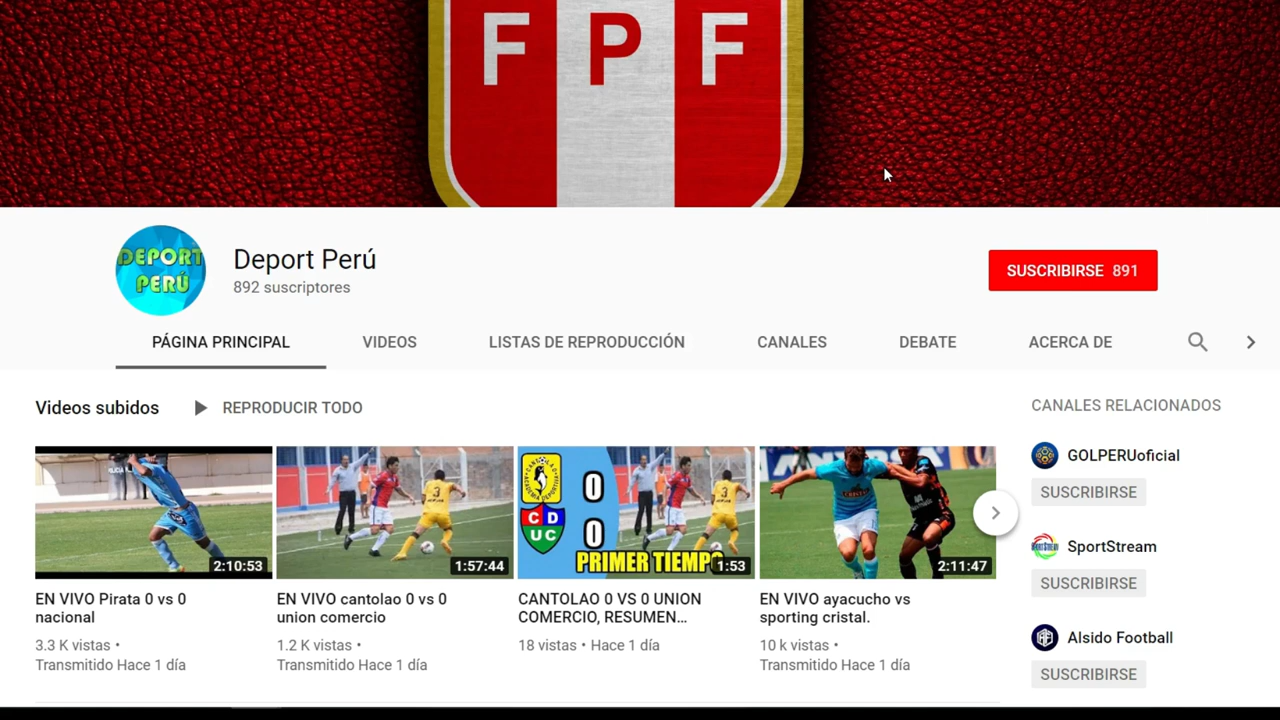 F P F
DEPORT
PERÚ
Deport Perú
892 suscriptores
SUSCRIBIRSE 891
PÁGINA PRINCIPAL
VIDEOS
LISTAS DE REPRODUCCIÓN
CANALES
DEBATE
ACERCA DE
Videos subidos
REPRODUCIR TODO
2:10:53
EN VIVO Pirata 0 vs 0
nacional
3.3 K vistas •
Transmitido Hace 1 día
1:57:44
EN VIVO cantolao 0 vs 0
union comercio
1.2 K vistas •
Transmitido Hace 1 día
0
0
CD
UC
PRIMER TIEMPO
1:53
CANTOLAO 0 VS 0 UNION
COMERCIO, RESUMEN...
18 vistas • Hace 1 día
2:11:47
EN VIVO ayacucho vs
sporting cristal.
10 k vistas •
Transmitido Hace 1 día
CANALES RELACIONADOS
GOLPERUoficial
SUSCRIBIRSE
SportStream
SUSCRIBIRSE
Alsido Football
SUSCRIBIRSE